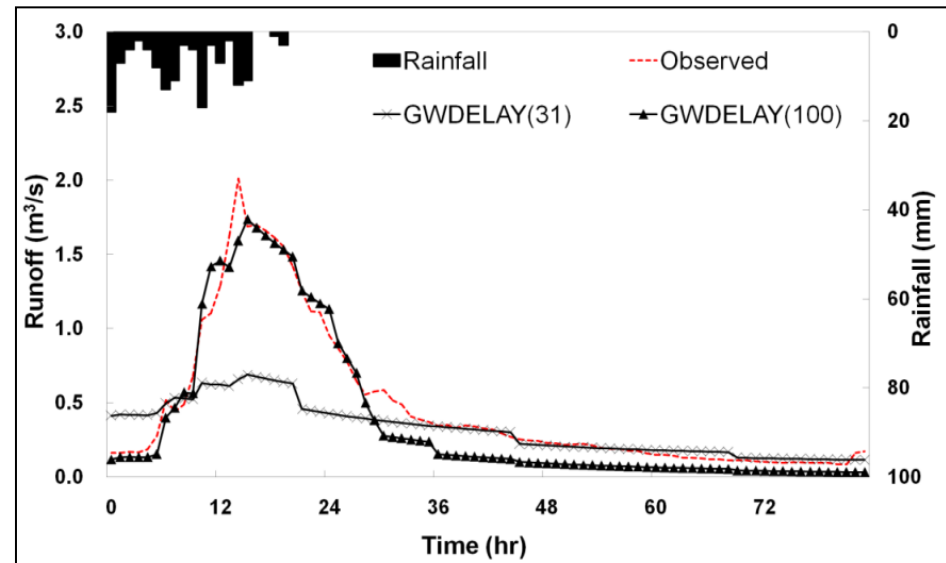 Rainfall
Observed
GWDELAY(31)
GWDELAY(100)
Runoff (m³/s)
3.0
2.5
2.0
1.5
1.0
0.5
0.0
Rainfall (mm)
0
20
40
60
80
100
0 12 24 36 48 60 72
Time (hr)